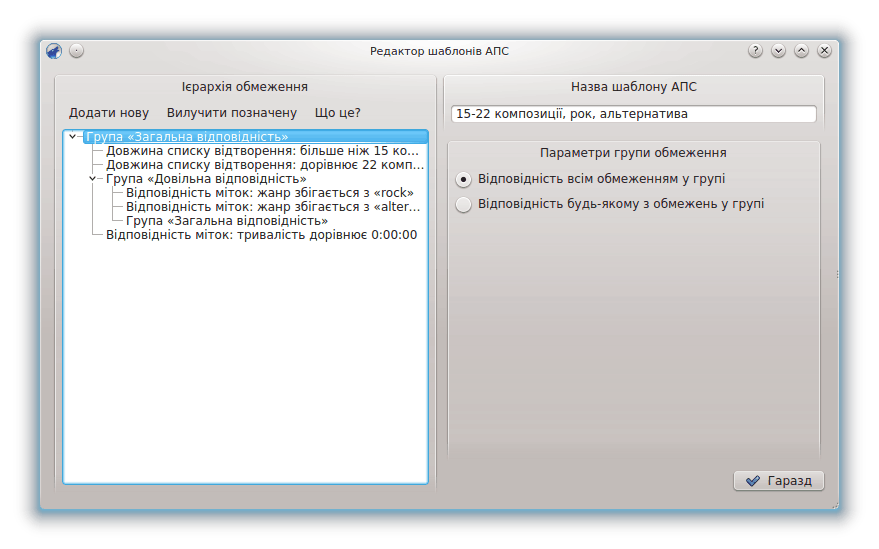 Редактор шаблонів АПС
Ієрархія обмеження
Додати нову Вилучити позначену Що це?
Група «Загальна відповідність»
Довжина списку відтворення: більше ніж 15 ко...
Довжина списку відтворення: дорівнює 22 комп...
Група «Довільна відповідність»
Відповідність міток: жанр збігається з «rock»
Відповідність міток: жанр збігається з «alter...
Група «Загальна відповідність»
Відповідність міток: тривалість дорівнює 0:00:00
Назва шаблону АПС
15-22 композиції, рок, альтернатива
Параметри групи обмеження
Відповідність всім обмеженням у групі
Відповідність будь-якому з обмежень у групі
Гаразд